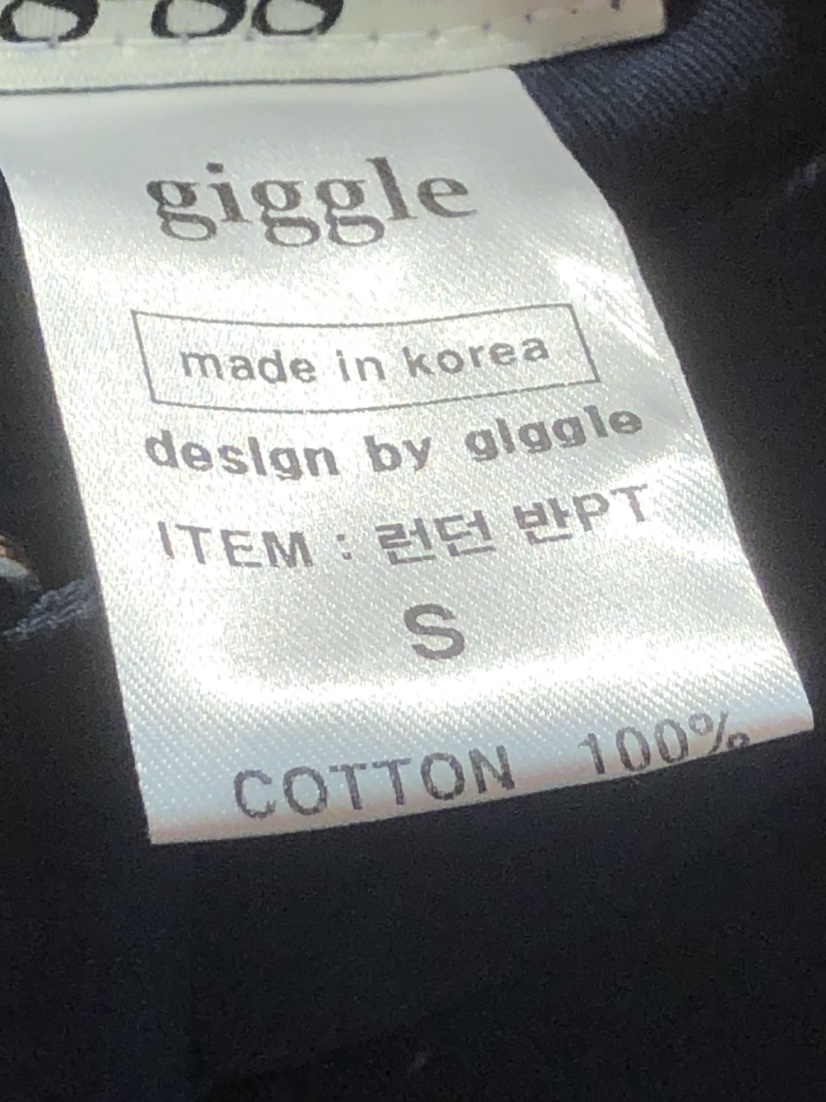 giggle
made in korea
design by giggle
ITEM : 런던 반PT
S
COTTON 100%